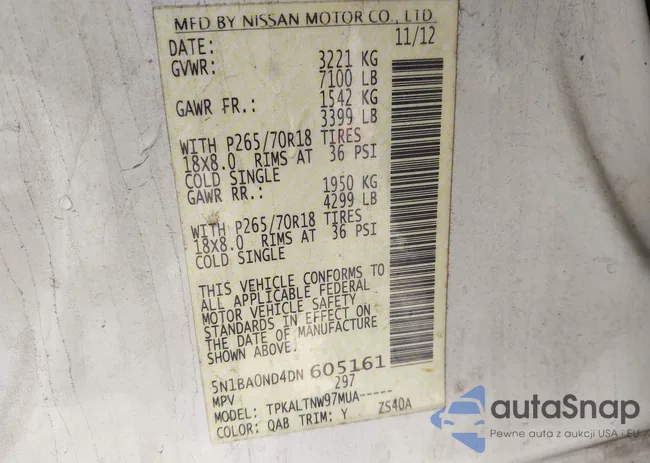 MFD BY NISSAN MOTOR CO., LTD
DATE: 11/12
GVWR: 3221 KG
7100 LB
GAWR FR.: 1542 KG
3399 LB
WITH P265/70R18 TIRES
18X8.0 RIMS AT 36 PSI
COLD SINGLE
GAWR RR.: 1950 KG
4299 LB
WITH P265/70R18 TIRES
18X8.0 RIMS AT 36 PSI
COLD SINGLE
THIS VEHICLE CONFORMS TO
ALL APPLICABLE FEDERAL
MOTOR VEHICLE SAFETY
STANDARDS IN EFFECT ON
THE DATE OF MANUFACTURE
SHOWN ABOVE.
5N1BA0ND4DN 605161
MPV 297
MODEL: TPKALTNW97MUA-----
COLOR: QAB TRIM: Y ZS40A
autoSnap
Pewne auta z aukcji USA i EU